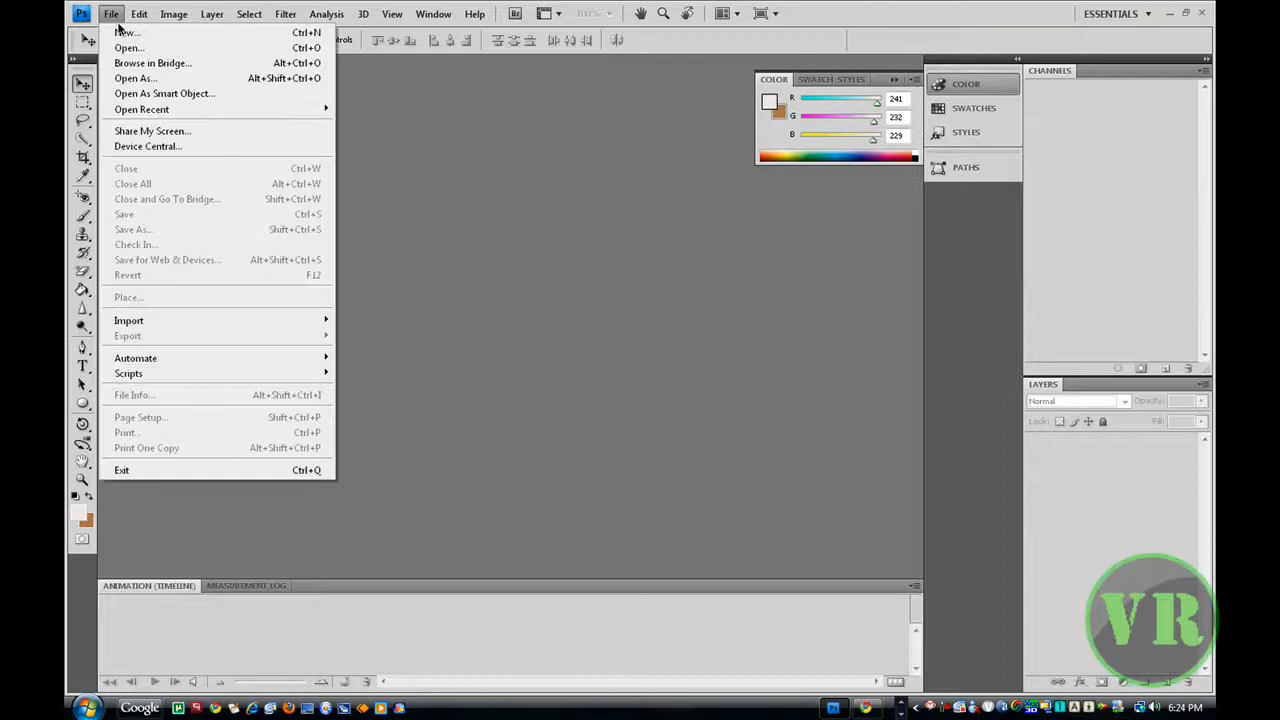 Ps File Edit Image Layer Select Filter Analysis 3D View Window Help Br 100% ESSENTIALS
New... Ctrl+N
Open... Ctrl+O
Browse in Bridge... Alt+Ctrl+O
Open As... Alt+Shift+Ctrl+O
Open As Smart Object...
Open Recent
Share My Screen...
Device Central...
Close Ctrl+W
Close All Alt+Ctrl+W
Close and Go To Bridge... Shift+Ctrl+W
Save Ctrl+S
Save As... Shift+Ctrl+S
Check In...
Save for Web & Devices... Alt+Shift+Ctrl+S
Revert F12
Place...
Import
Export
Automate
Scripts
File Info... Alt+Shift+Ctrl+I
Page Setup... Shift+Ctrl+P
Print... Ctrl+P
Print One Copy Alt+Shift+Ctrl+P
Exit Ctrl+Q
COLOR SWATCH STYLES
R 241
G 232
B 229
COLOR
SWATCHES
STYLES
PATHS
CHANNELS
LAYERS
Normal Opacity:
Lock: Fill:
ANIMATION (TIMELINE) MEASUREMENT LOG
VR
Google 6:24 PM